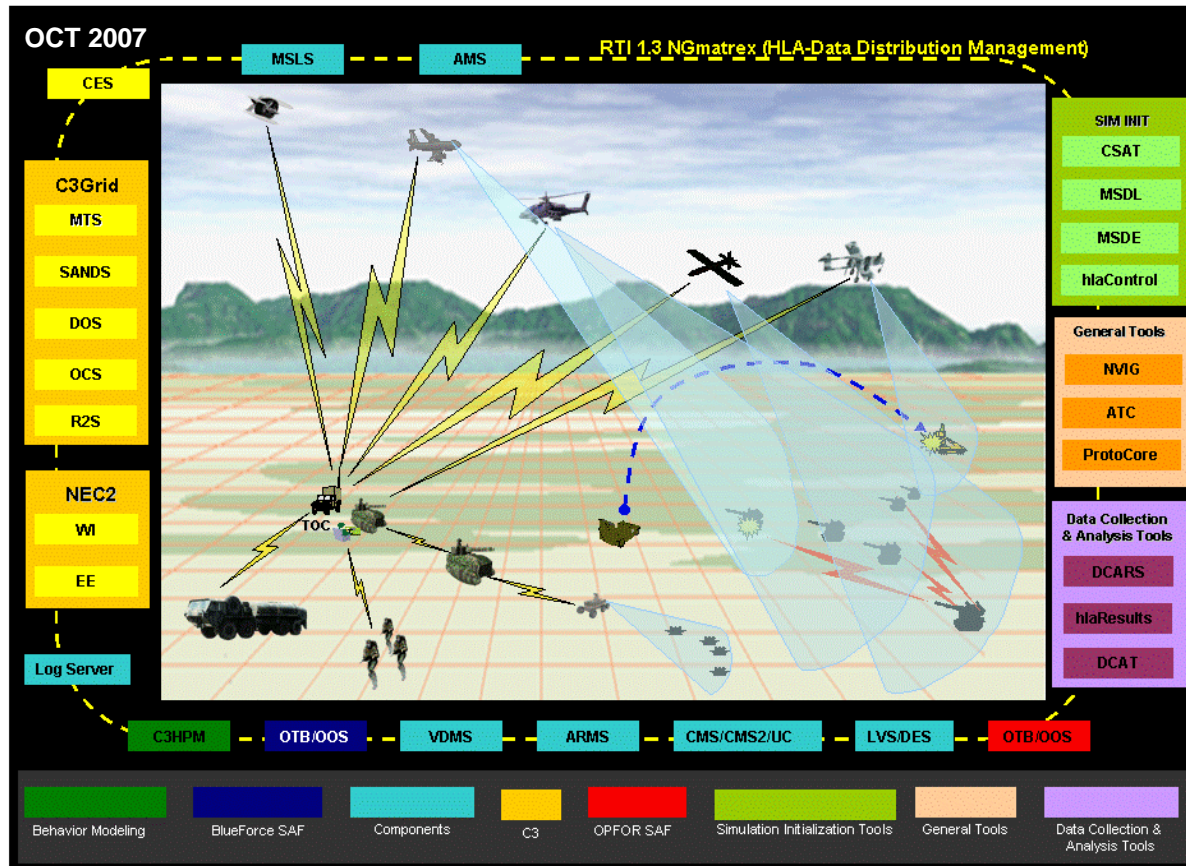 OCT 2007
RTI 1.3 NGmatrex (HLA-Data Distribution Management)
MSLS
AMS
CES
C3Grid
MTS
SANDS
DOS
OCS
R2S
NEC2
WI
EE
Log Server
TOC
SIM INIT
CSAT
MSDL
MSDE
hlaControl
General Tools
NVIG
ATC
ProtoCore
Data Collection
& Analysis Tools
DCARS
hlaResults
DCAT
C3HPM
OTB/OOS
VDMS
ARMS
CMS/CMS2/UC
LVS/DES
OTB/OOS
Behavior Modeling
BlueForce SAF
Components
C3
OPFOR SAF
Simulation Initialization Tools
General Tools
Data Collection &
Analysis Tools